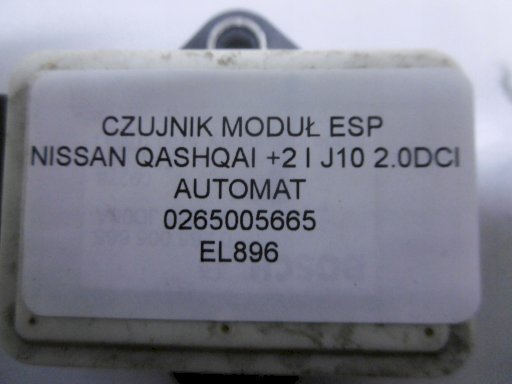 CZUJNIK MODUŁ ESP
NISSAN QASHQAI +2 I J10 2.0DCI
AUTOMAT
0265005665
EL896